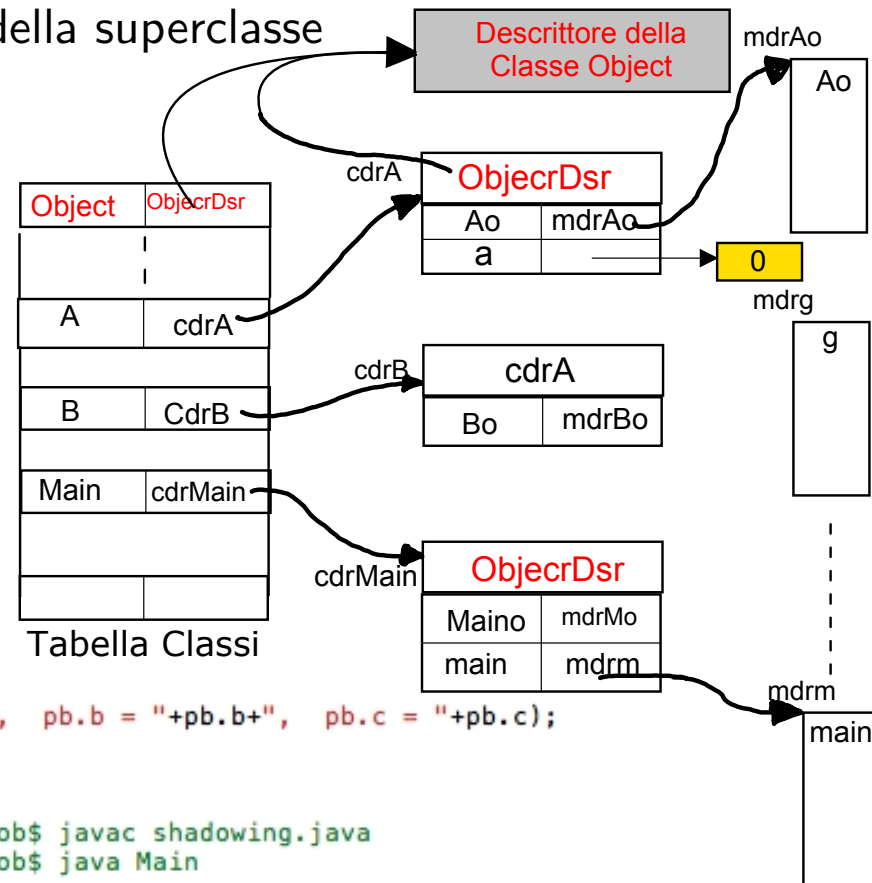 della superclasse
Descrittore della
Classe Object
mdrAo
Ao
cdrA
ObjecrDsr
Ao mdrAo
a
0
mdrg
g
Object ObjecrDsr
A cdrA
B CdrB
Main cdrMain
Tabella Classi
cdrB
cdrA
Bo mdrBo
cdrMain
ObjecrDsr
Maino mdrMo
main mdrm
mdrm
main
, pb.b = "+pb.b+", pb.c = "+pb.c);
ob$ javac shadowing.java
ob$ java Main